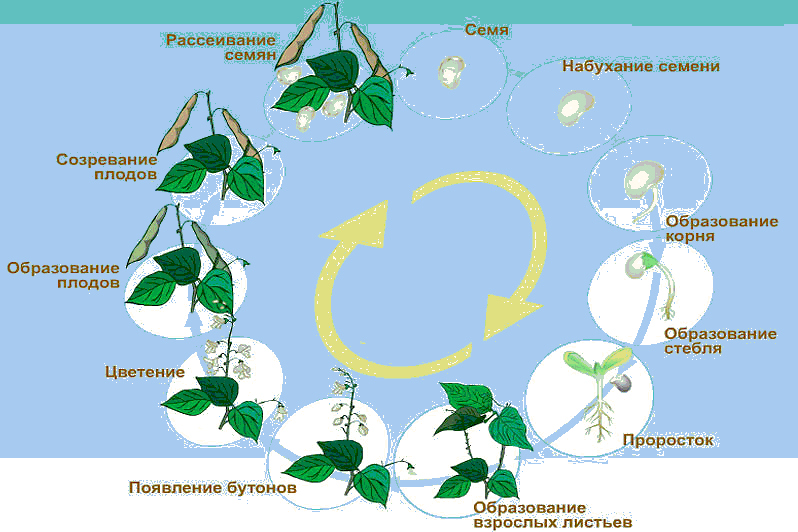 Семя
Набухание семени
Образование
корня
Образование
стебля
Проросток
Образование
взрослых листьев
Появление бутонов
Цветение
Образование
плодов
Созревание
плодов
Рассеивание
семян